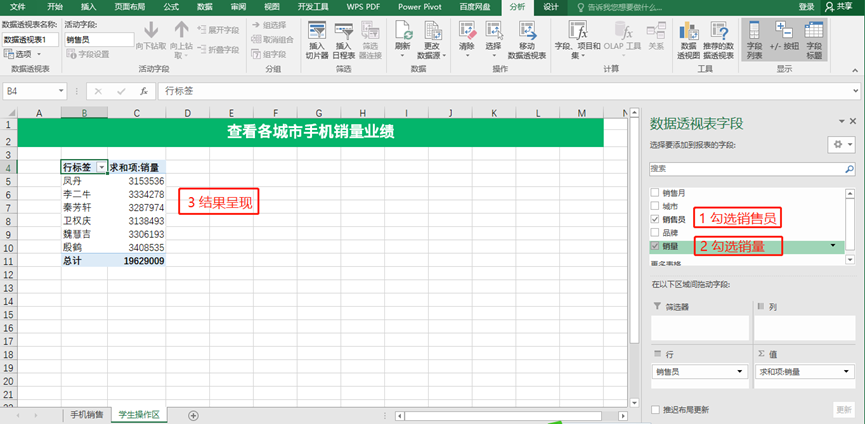 文件 开始 插入 页面布局 公式 数据 审阅 视图 开发工具 WPS PDF Power Pivot 百度网盘 分析 设计 告诉我您想要做什么... 登录 共享
数据透视表名称: 活动字段:
数据透视表1 销售员
选项 字段设置
向下钻取 向上钻取
展开字段
折叠字段
组选择
取消组合
组字段
插入切片器 插入日程表 筛选器连接
刷新 更改数据源
清除 选择 移动数据透视表
字段、项目和集 OLAP 工具 关系
数据透视图 推荐的数据透视表
字段列表 +/- 按钮 字段标题
数据透视表 活动字段 分组 筛选 数据 操作 计算 工具 显示
B4 fx 行标签
A B C D E F G H I J K L M N
1
2
查看各城市手机销量业绩
3
4 行标签 求和项:销量
5 凤丹 3153536
6 李二牛 3334278
7 秦芳轩 3287974
8 卫权庆 3138493
9 魏慧吉 3306193
10 殷鹤 3408535
11 总计 19629009
12
13
14
15
16
17
18
19
20
21
3 结果呈现
手机销售 学生操作区
数据透视表字段
选择要添加到报表的字段:
搜索
销售月
城市
销售员
品牌
销量
更多表格
1 勾选销售员
2 勾选销量
在以下区域间拖动字段:
筛选器 列
行 Σ 值
销售员 求和项:销量
推迟布局更新 更新